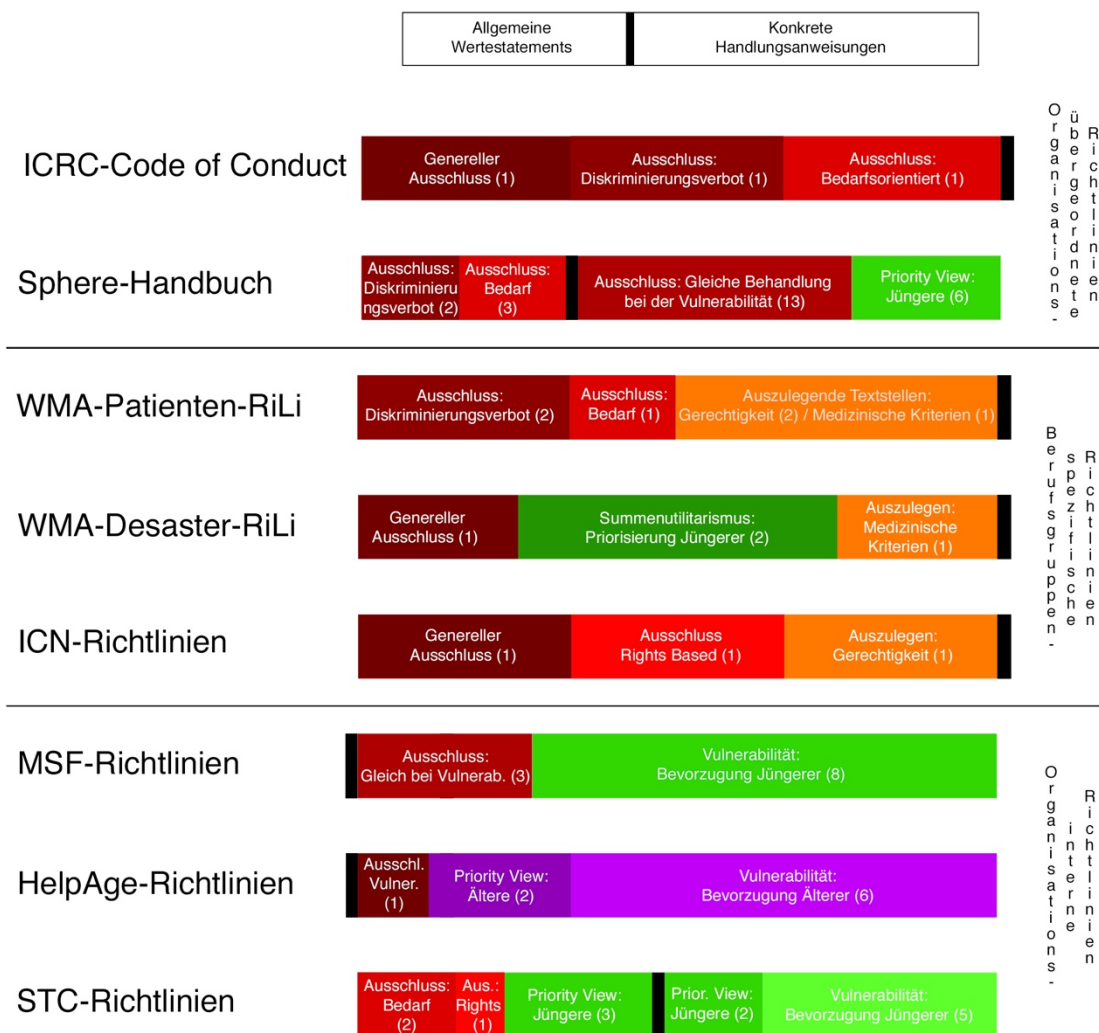 Allgemeine
Wertestatements
Konkrete
Handlungsanweisungen
ICRC-Code of Conduct
Genereller
Ausschluss (1)
Ausschluss:
Diskriminierungsverbot (1)
Ausschluss:
Bedarfsorientiert (1)
Sphere-Handbuch
Ausschluss:
Diskriminieru
ngsverbot (2)
Ausschluss:
Bedarf
(3)
Ausschluss: Gleiche Behandlung
bei der Vulnerabilität (13)
Priority View:
Jüngere (6)
Organisations-
übergeordnete
Richtlinien
WMA-Patienten-RiLi
Ausschluss:
Diskriminierungsverbot (2)
Ausschluss:
Bedarf (1)
Auszulegende Textstellen:
Gerechtigkeit (2) / Medizinische Kriterien (1)
WMA-Desaster-RiLi
Genereller
Ausschluss (1)
Summenutilitarismus:
Priorisierung Jüngerer (2)
Auszulegen:
Medizinische
Kriterien (1)
ICN-Richtlinien
Genereller
Ausschluss (1)
Ausschluss
Rights Based (1)
Auszulegen:
Gerechtigkeit (1)
Berufsgruppen-
spezifische
Richtlinien
MSF-Richtlinien
Ausschluss:
Gleich bei Vulnerab. (3)
Vulnerabilität:
Bevorzugung Jüngerer (8)
HelpAge-Richtlinien
Ausschl.
Vulner.
(1)
Priority View:
Ältere (2)
Vulnerabilität:
Bevorzugung Älterer (6)
STC-Richtlinien
Ausschluss:
Bedarf
(2)
Aus.:
Rights
(1)
Priority View:
Jüngere (3)
Prior. View:
Jüngere (2)
Vulnerabilität:
Bevorzugung Jüngerer (5)
Organisations-
interne
Richtlinien